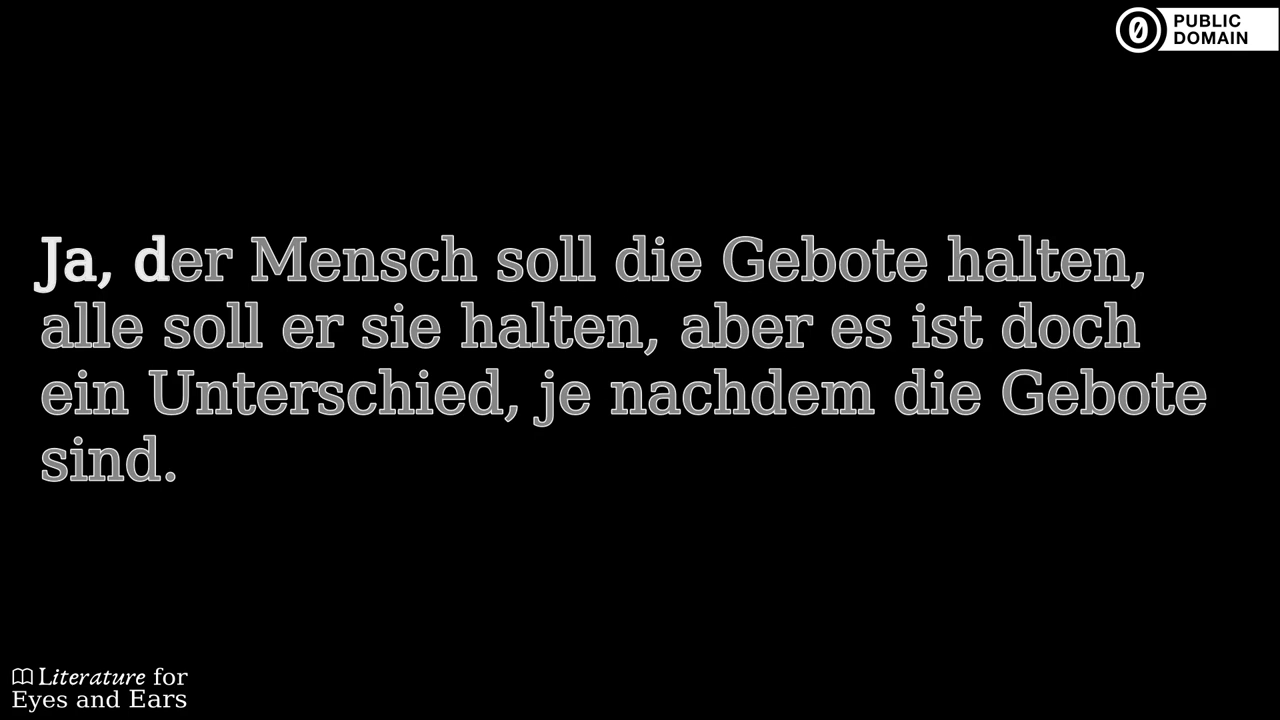 PUBLIC
DOMAIN
Ja, der Mensch soll die Gebote halten,
alle soll er sie halten, aber es ist doch
ein Unterschied, je nachdem die Gebote
sind.
Literature for
Eyes and Ears